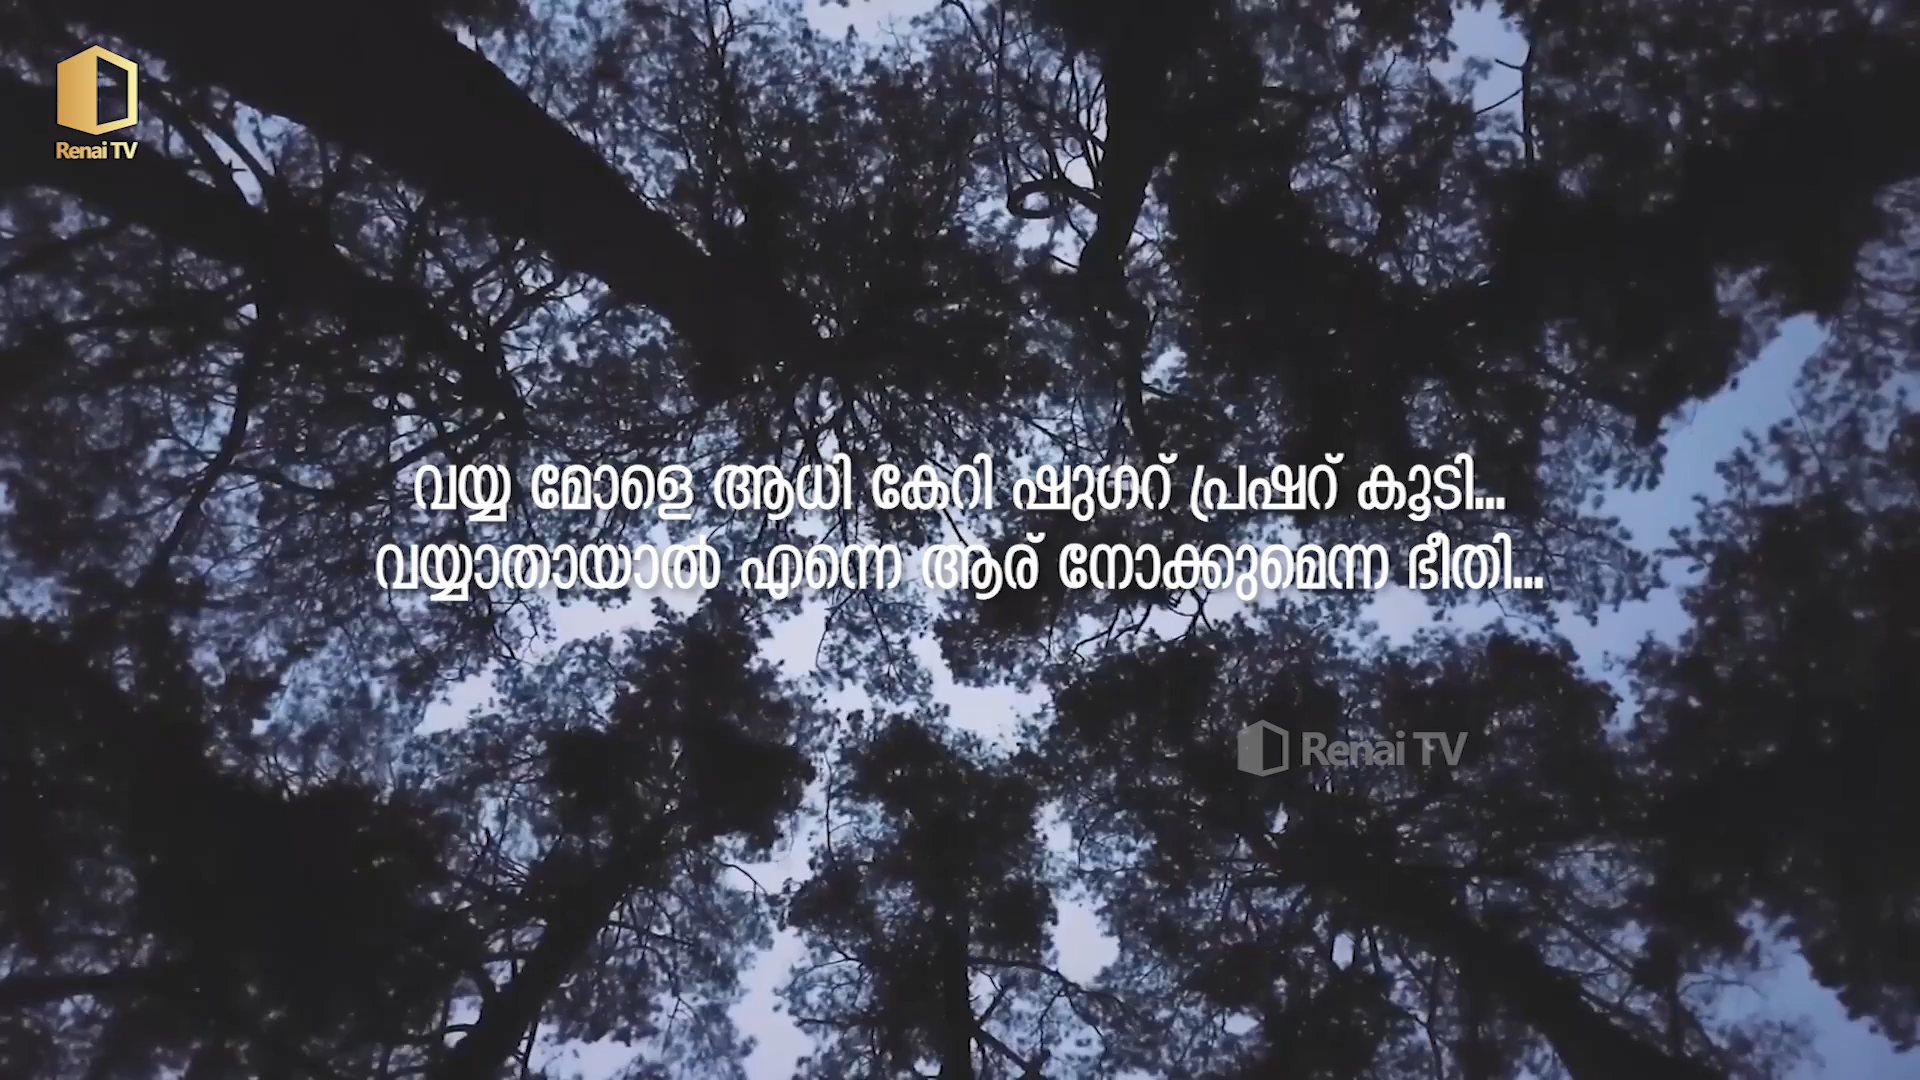 Renai TV
വയ്യ മോളെ ആധി കേറി ഷുഗറ് പ്രഷറ് കൂടി...
വയ്യാതായാൽ എന്നെ ആര് നോക്കുമെന്ന ഭീതി...
Renai TV